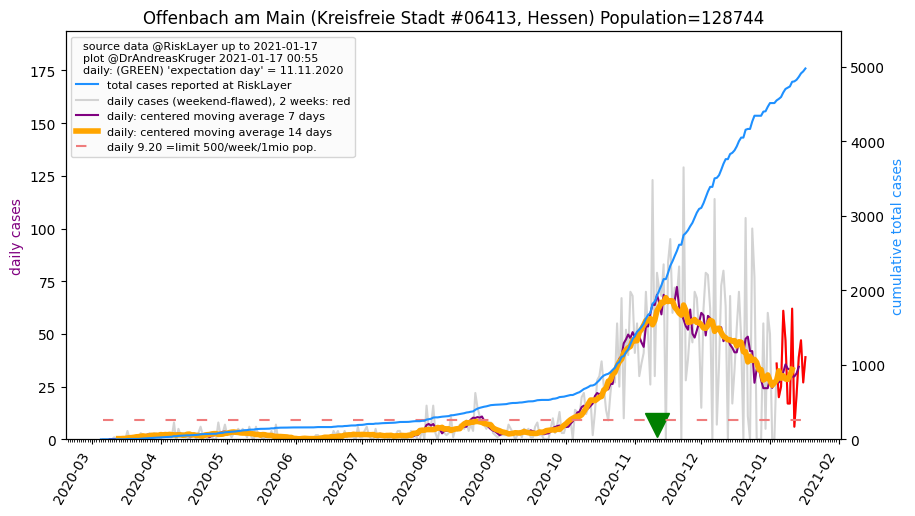 Offenbach am Main (Kreisfreie Stadt #06413, Hessen) Population=128744
source data @RiskLayer up to 2021-01-17
plot @DrAndreasKruger 2021-01-17 00:55
daily: (GREEN) 'expectation day' = 11.11.2020
total cases reported at RiskLayer
daily cases (weekend-flawed), 2 weeks: red
daily: centered moving average 7 days
daily: centered moving average 14 days
daily 9.20 =limit 500/week/1mio pop.
daily cases
175
150
125
100
75
50
25
0
5000
4000
3000
2000
1000
0
cumulative total cases
2020-03
2020-04
2020-05
2020-06
2020-07
2020-08
2020-09
2020-10
2020-11
2020-12
2021-01
2021-02